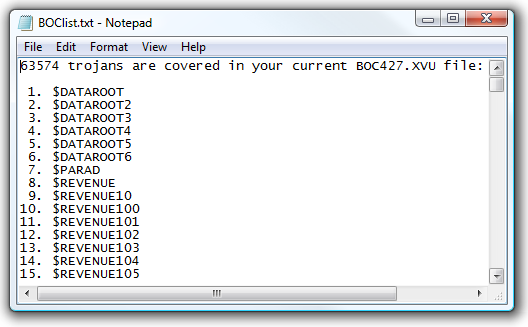 BOClist.txt - Notepad
File Edit Format View Help
63574 trojans are covered in your current BOC427.XVU file:
1. $DATAROOT
2. $DATAROOT2
3. $DATAROOT3
4. $DATAROOT4
5. $DATAROOT5
6. $DATAROOT6
7. $PARAD
8. $REVENUE
9. $REVENUE10
10. $REVENUE100
11. $REVENUE101
12. $REVENUE102
13. $REVENUE103
14. $REVENUE104
15. $REVENUE105